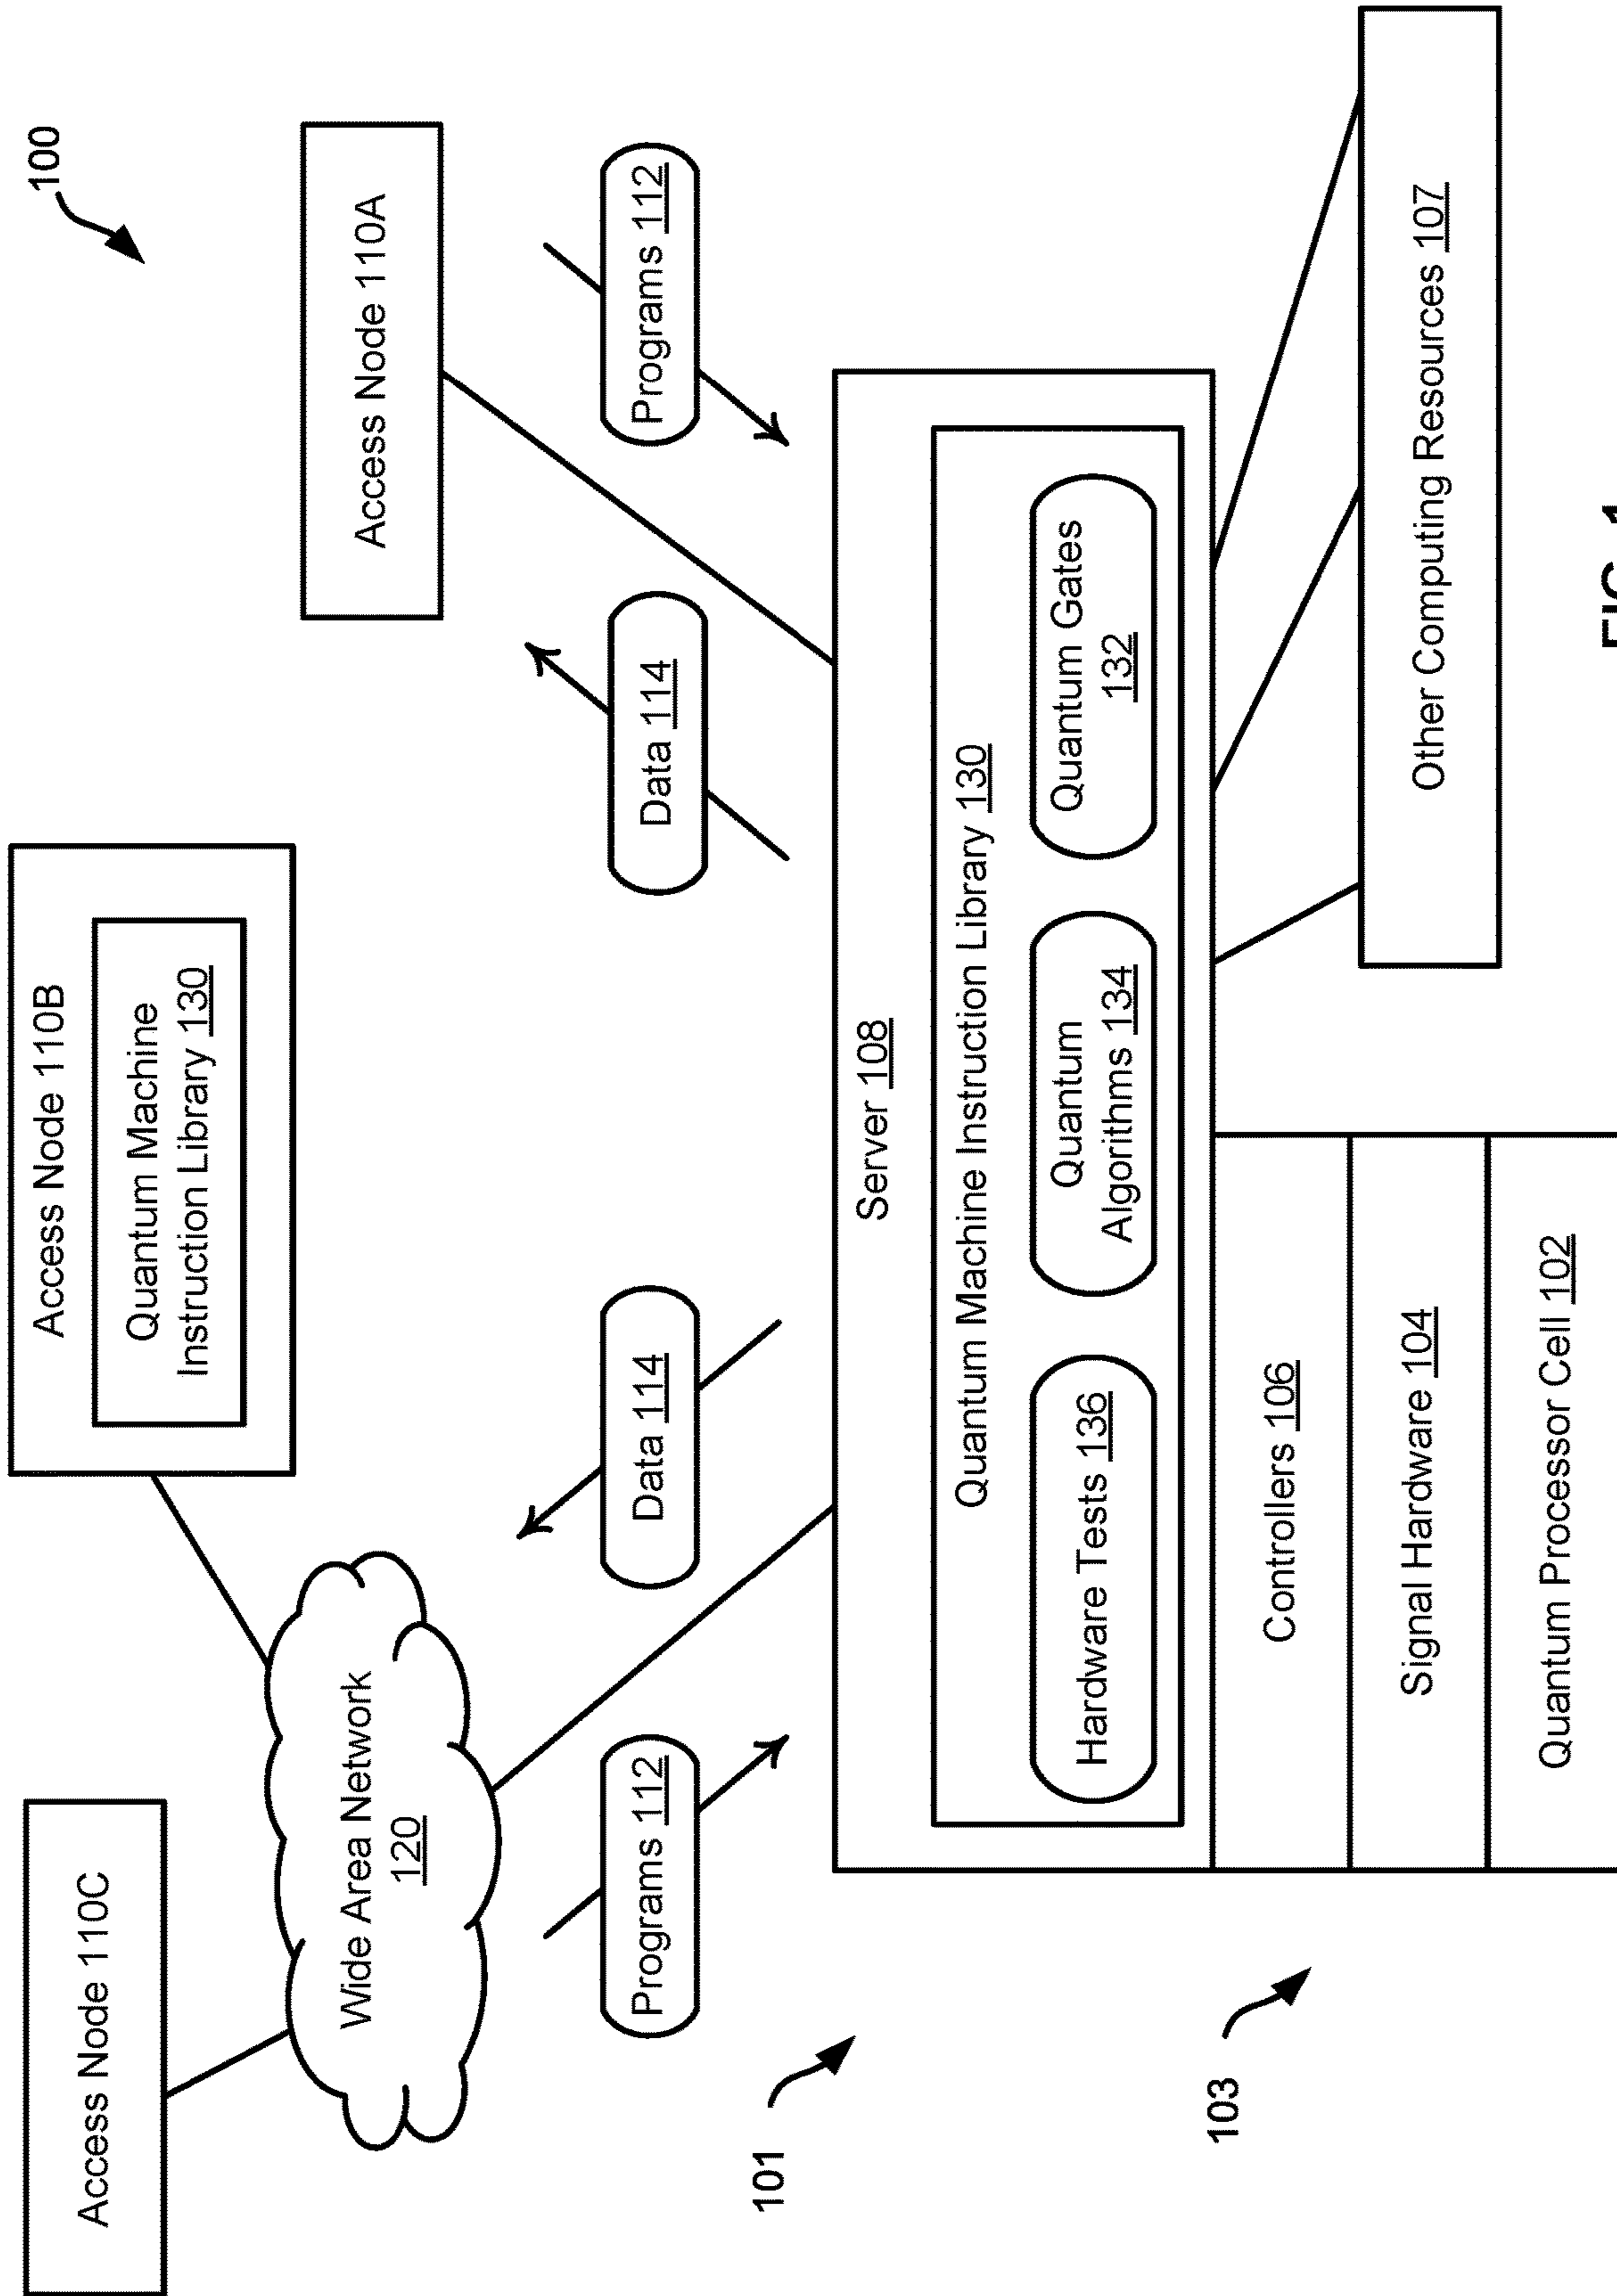 100
Access Node 110C
Access Node 110B
Quantum Machine
Instruction Library 130
Access Node 110A
Wide Area Network
120
Programs 112
Data 114
Data 114
Programs 112
101
Server 108
Quantum Machine Instruction Library 130
Hardware Tests 136
Quantum
Algorithms 134
Quantum Gates
132
103
Controllers 106
Signal Hardware 104
Quantum Processor Cell 102
Other Computing Resources 107
FIG. 1